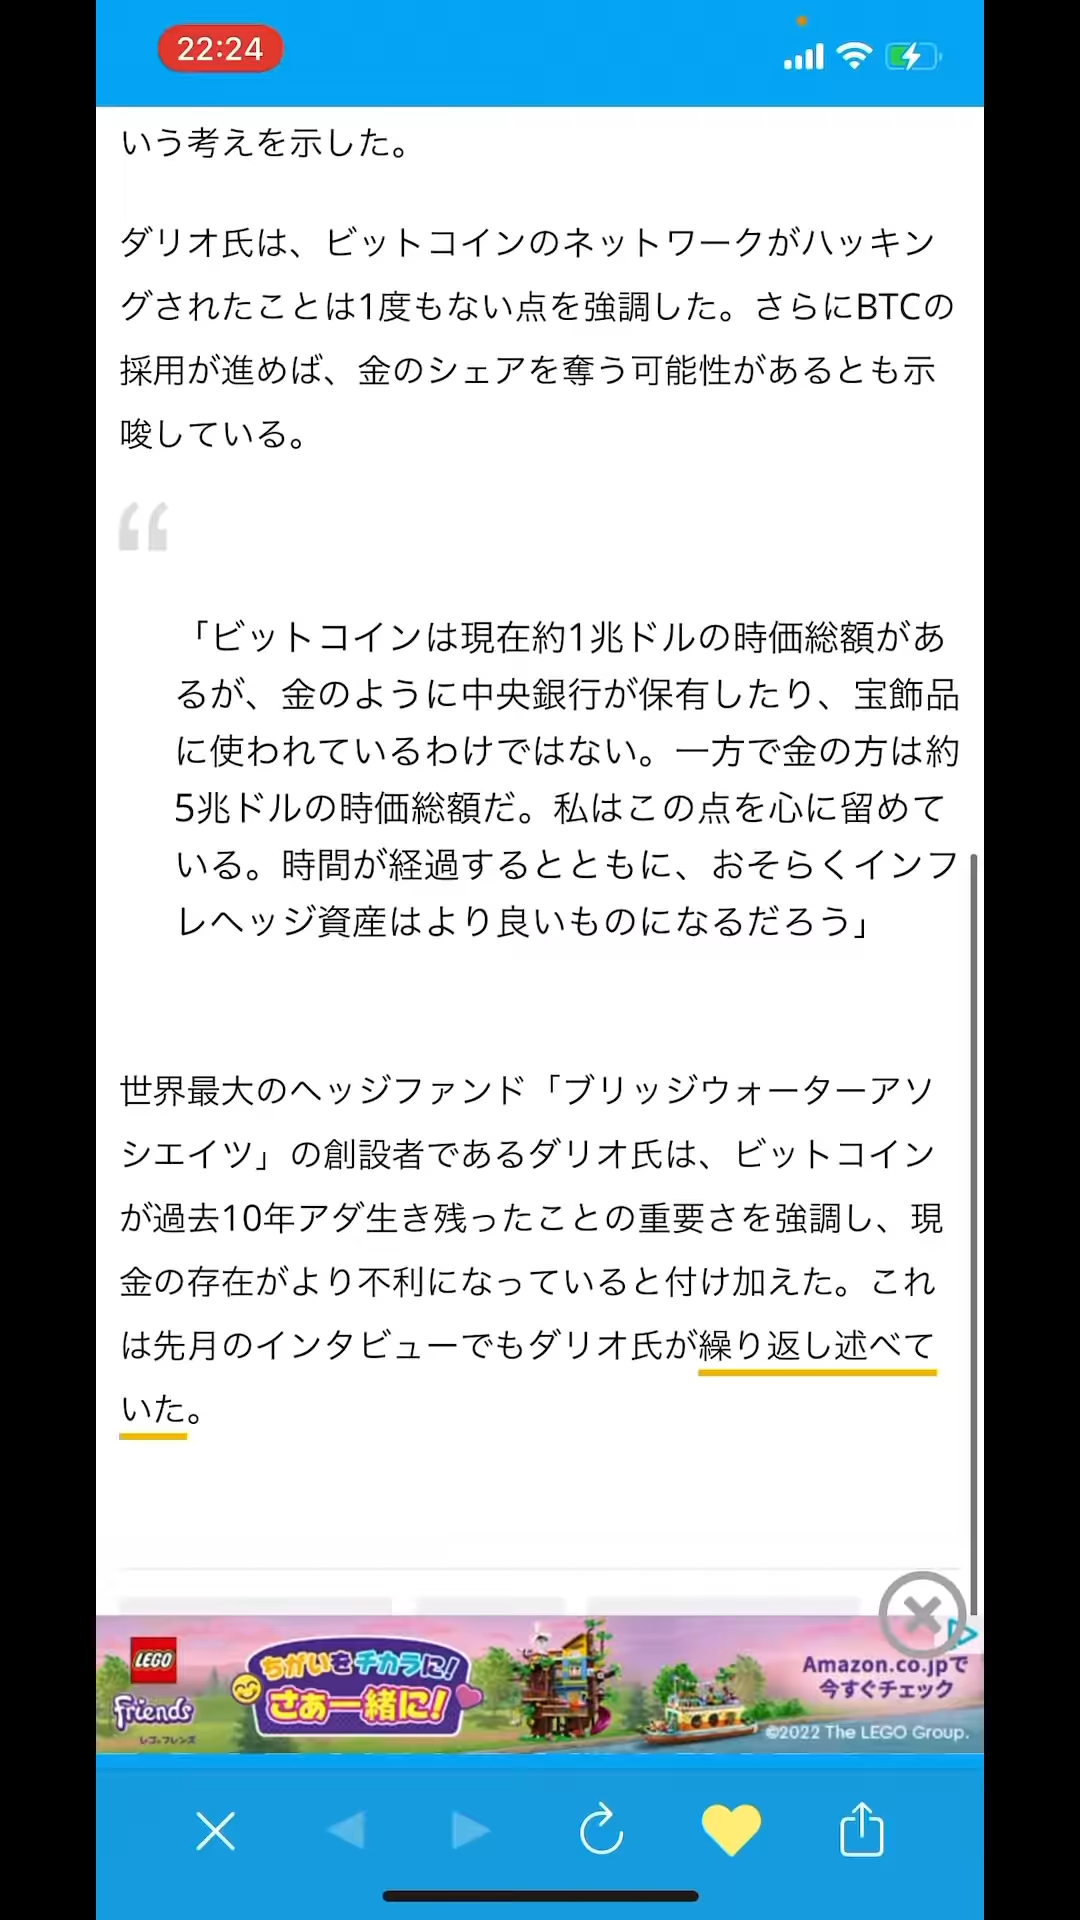 22:24
いう考えを示した。
ダリオ氏は、ビットコインのネットワークがハッキン
グされたことは1度もない点を強調した。さらにBTCの
採用が進めば、金のシェアを奪う可能性があるとも示
唆している。
“
「ビットコインは現在約1兆ドルの時価総額があ
るが、金のように中央銀行が保有したり、宝飾品
に使われているわけではない。一方で金の方は約
5兆ドルの時価総額だ。私はこの点を心に留めて
いる。時間が経過するとともに、おそらくインフ
レヘッジ資産はより良いものになるだろう」
世界最大のヘッジファンド「ブリッジウォーターアソ
シエイツ」の創設者であるダリオ氏は、ビットコイン
が過去10年アダ生き残ったことの重要さを強調し、現
金の存在がより不利になっていると付け加えた。これ
は先月のインタビューでもダリオ氏が繰り返し述べて
いた。
LEGO
friends
レゴ®フレンズ
ちがいをチカラに!
さあ一緒に!
Amazon.co.jpで
今すぐチェック
©2022 The LEGO Group.